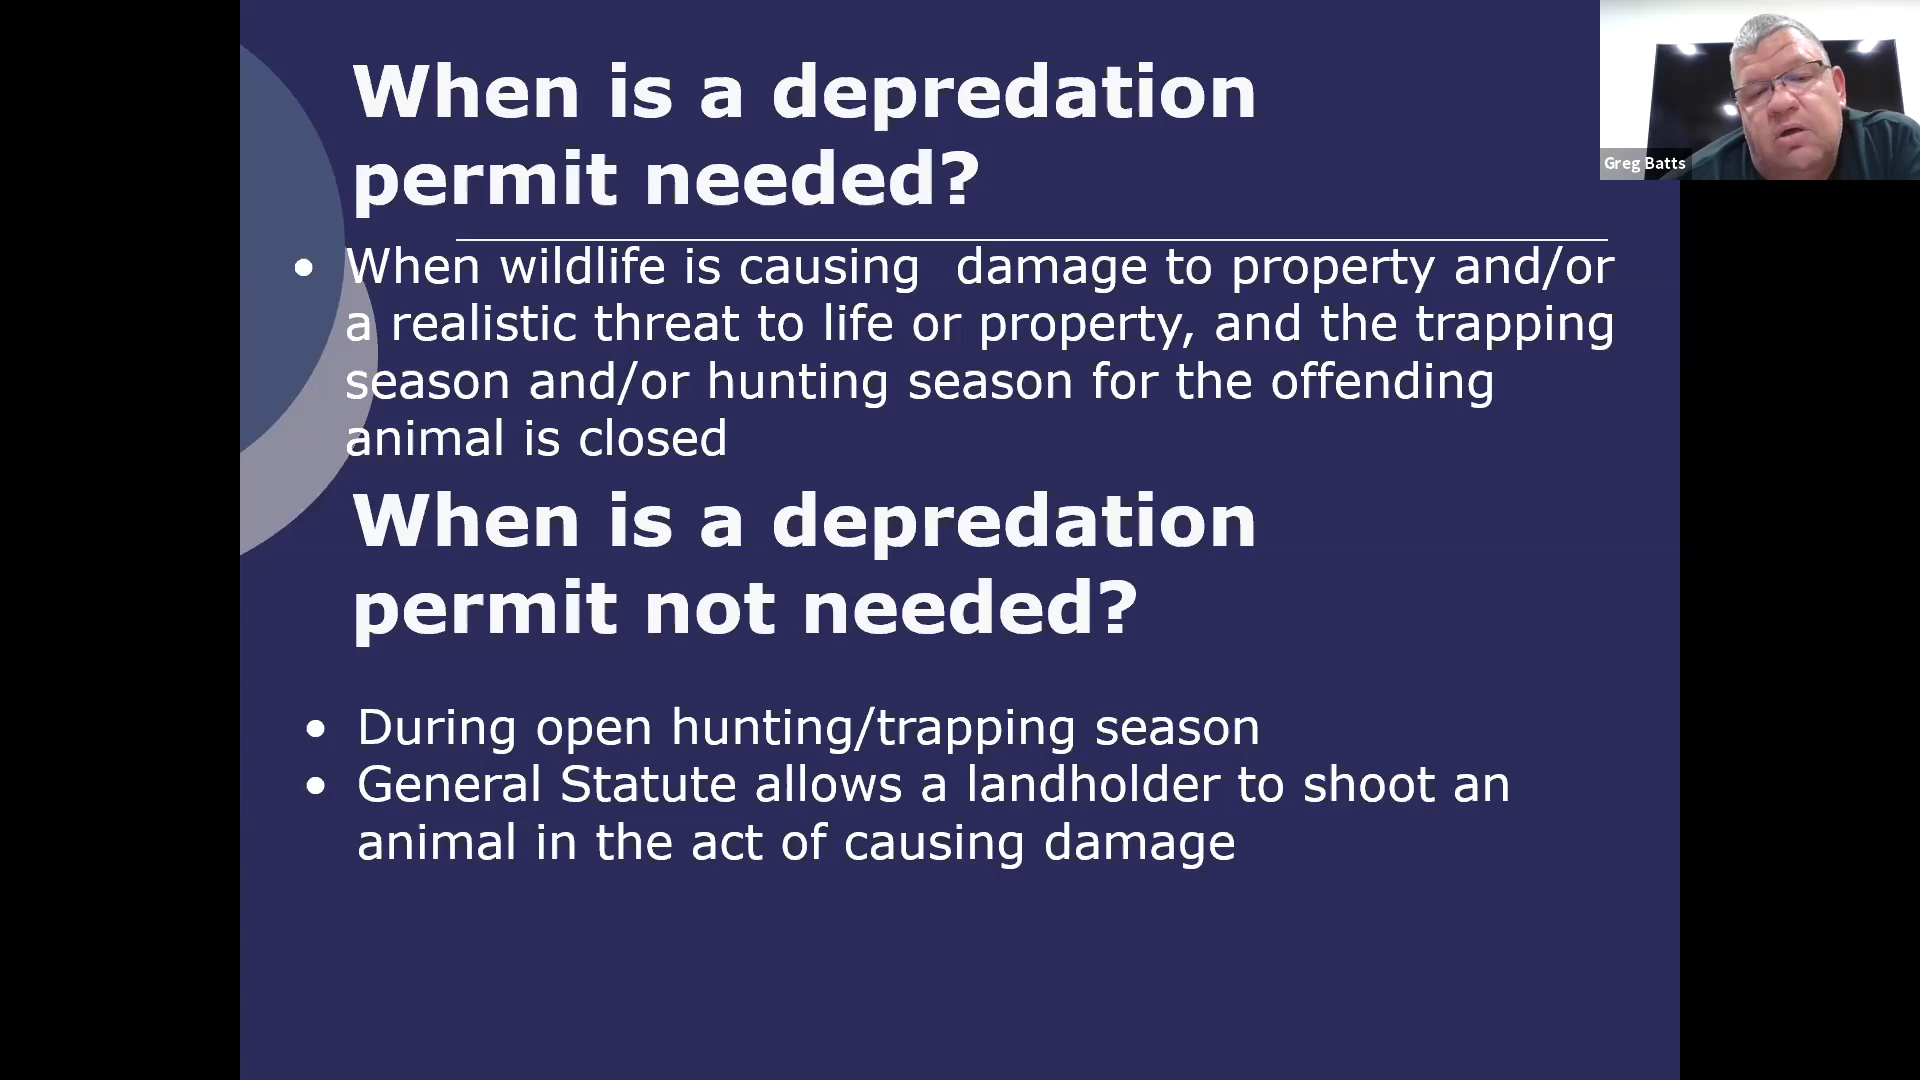 When is a depredation
permit needed?
Greg Batts
• When wildlife is causing  damage to property and/or
a realistic threat to life or property, and the trapping
season and/or hunting season for the offending
animal is closed
When is a depredation
permit not needed?
• During open hunting/trapping season
• General Statute allows a landholder to shoot an
animal in the act of causing damage